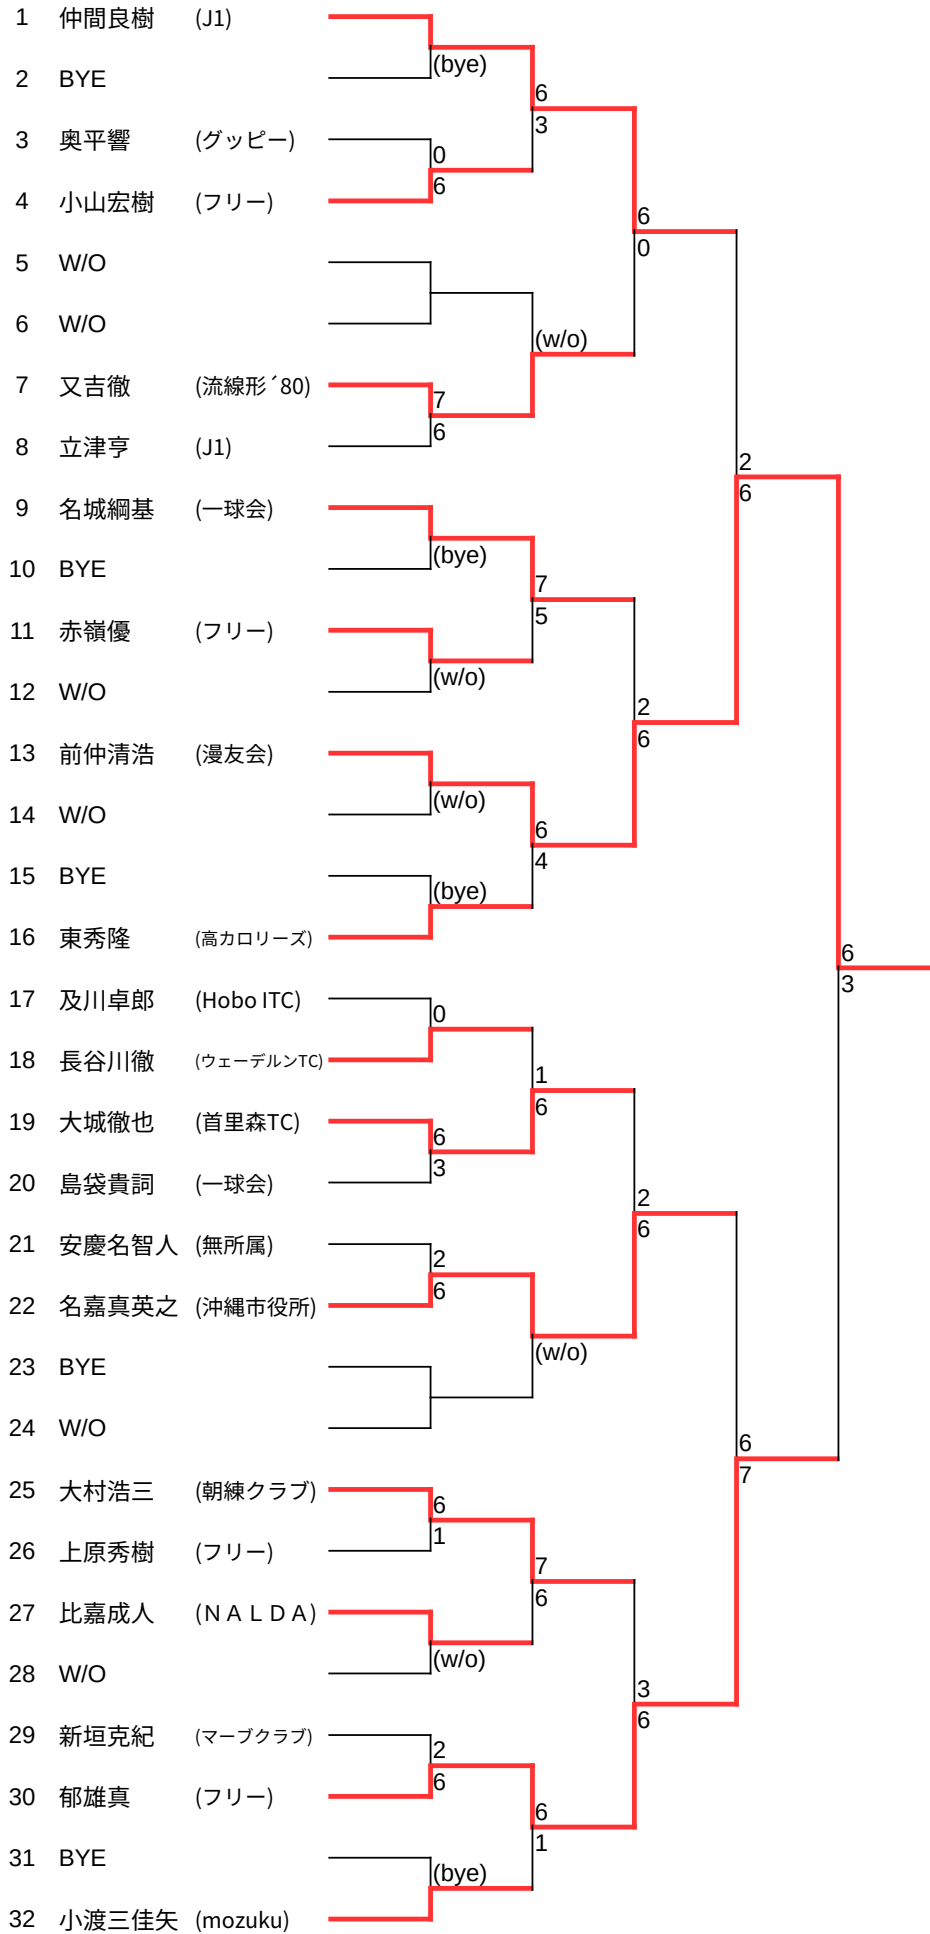 1 仲間良樹 (J1)
(bye)
2 BYE
6
3
3 奥平響 (グッピー)
0
6
4 小山宏樹 (フリー)
6
0
5 W/O
6 W/O
(w/o)
7 又吉徹 (流線形´80)
7
6
8 立津亨 (J1)
2
6
9 名城綱基 (一球会)
(bye)
10 BYE
7
5
11 赤嶺優 (フリー)
(w/o)
12 W/O
2
6
13 前仲清浩 (漫友会)
(w/o)
14 W/O
6
4
15 BYE
(bye)
16 東秀隆 (高カロリーズ)
6
3
17 及川卓郎 (Hobo ITC)
0
18 長谷川徹 (ウェーデルンTC)
1
6
19 大城徹也 (首里森TC)
6
3
20 島袋貴詞 (一球会)
2
6
21 安慶名智人 (無所属)
2
6
22 名嘉真英之 (沖縄市役所)
(w/o)
23 BYE
24 W/O
6
7
25 大村浩三 (朝練クラブ)
6
1
26 上原秀樹 (フリー)
7
6
27 比嘉成人 (ＮＡＬＤＡ)
(w/o)
28 W/O
3
6
29 新垣克紀 (マーブクラブ)
2
6
30 郁雄真 (フリー)
6
1
31 BYE
(bye)
32 小渡三佳矢 (mozuku)